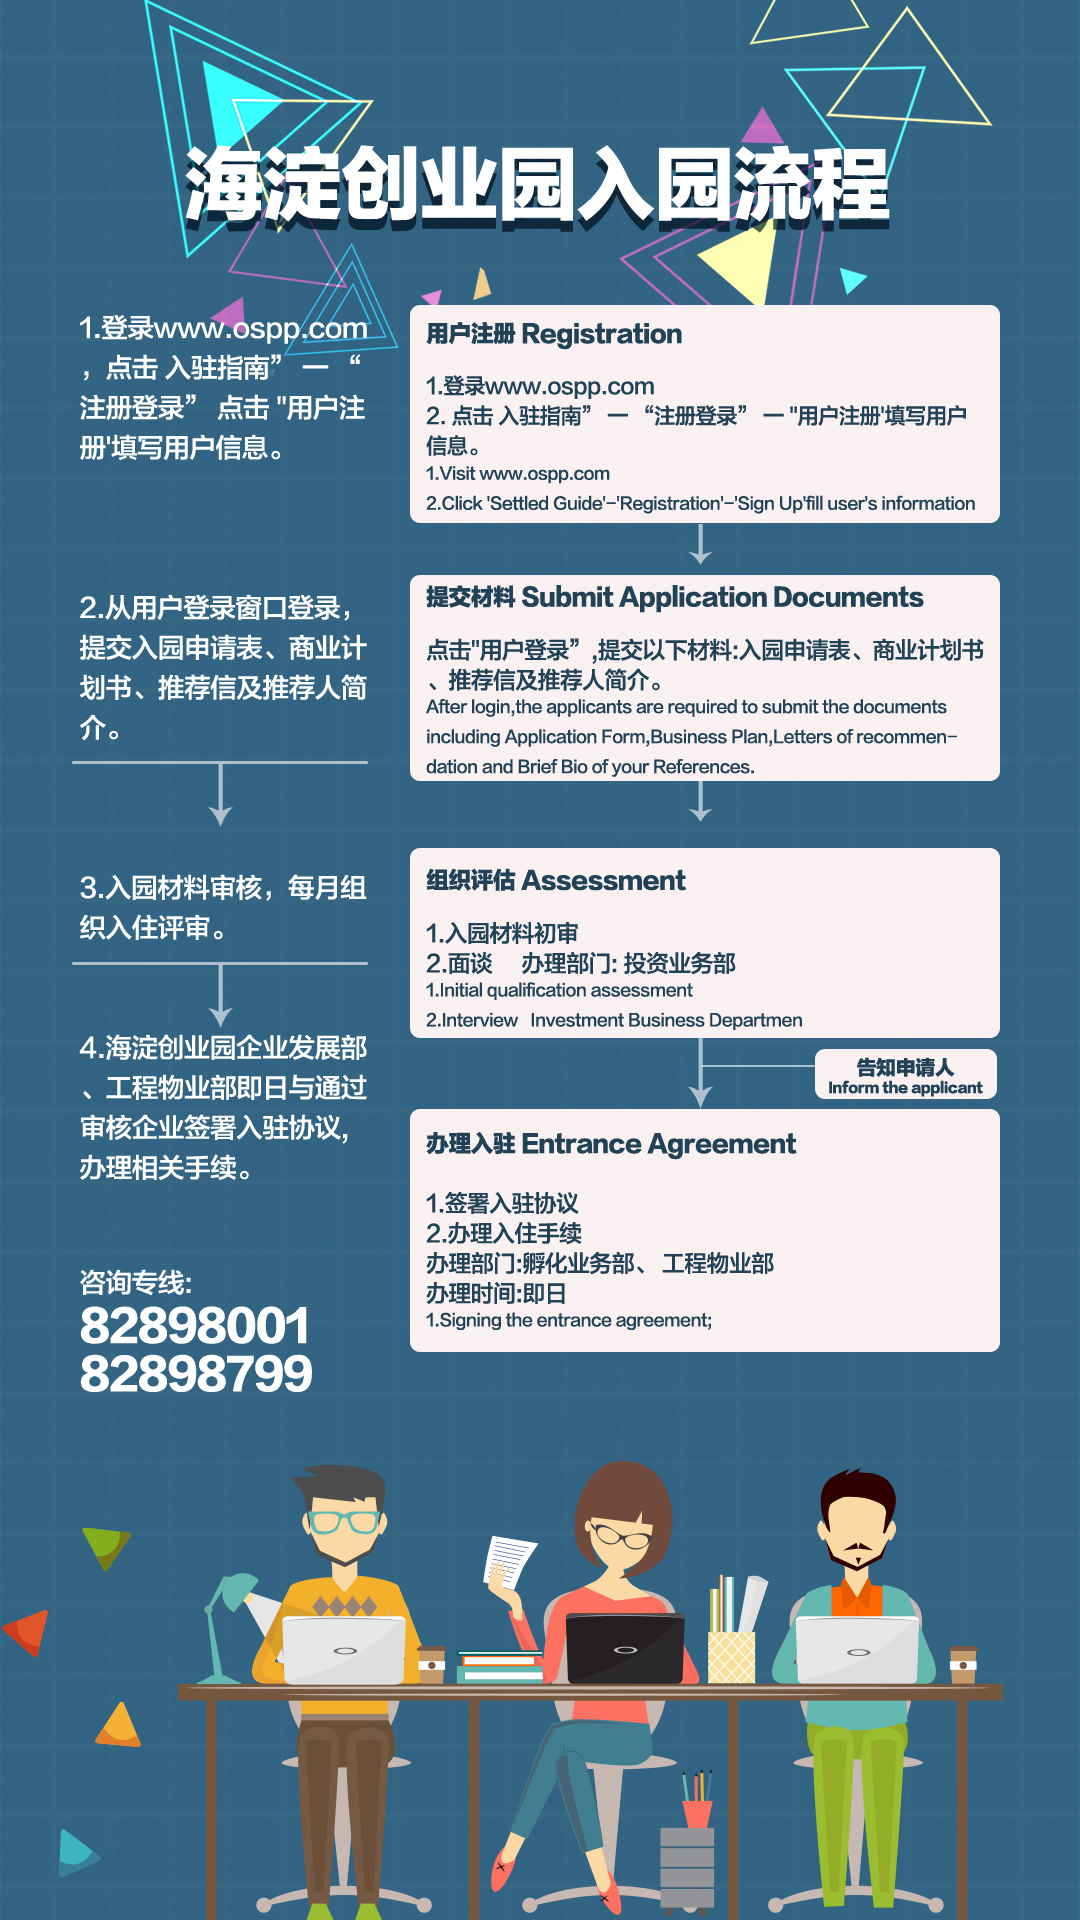 海淀创业园入园流程
1.登录www.ospp.com
，点击 入驻指南” 一 “
注册登录” 点击 "用户注
册'填写用户信息。
2.从用户登录窗口登录，
提交入园申请表、商业计
划书、推荐信及推荐人简
介。
3.入园材料审核，每月组
织入住评审。
4.海淀创业园企业发展部
、工程物业部即日与通过
审核企业签署入驻协议,
办理相关手续。
咨询专线:
82898001
82898799
用户注册 Registration
1.登录www.ospp.com
2. 点击 入驻指南” 一 “注册登录” 一 "用户注册'填写用户
信息。
1.Visit www.ospp.com
2.Click 'Settled Guide'-'Registration'-'Sign Up'fill user's information
提交材料 Submit Application Documents
点击"用户登录” ,提交以下材料:入园申请表、商业计划书
、推荐信及推荐人简介。
After login,the applicants are required to submit the documents
including Application Form,Business Plan,Letters of recommen-
dation and Brief Bio of your References.
组织评估 Assessment
1.入园材料初审
2.面谈 办理部门: 投资业务部
1.Initial qualification assessment
2.Interview Investment Business Departmen
告知申请人
Inform the applicant
办理入驻 Entrance Agreement
1.签署入驻协议
2.办理入住手续
办理部门:孵化业务部、 工程物业部
办理时间:即日
1.Signing the entrance agreement;